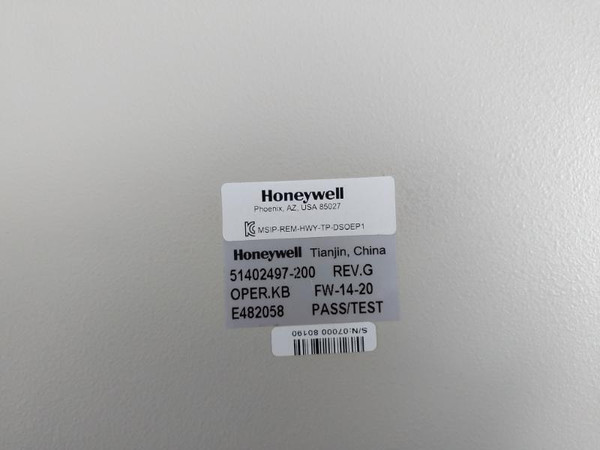 Honeywell
Phoenix, AZ, USA 85027
MSIP-REM-HWY-TP-DSOEP1
Honeywell Tianjin, China
51402497-200 REV.G
OPER.KB FW-14-20
E482058 PASS/TEST
S/N:07000 80190